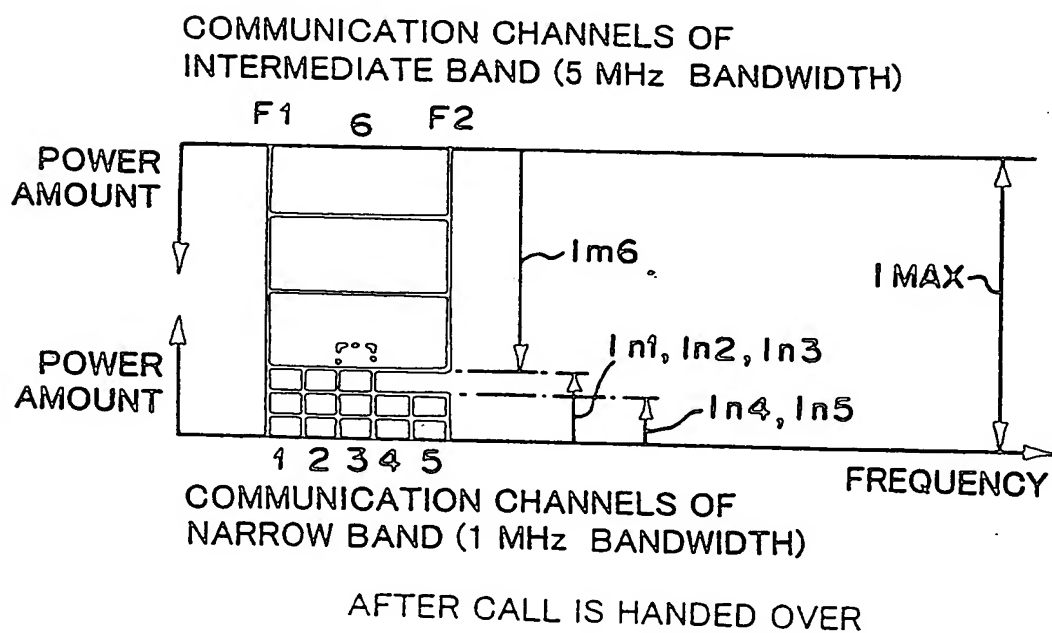 COMMUNICATION CHANNELS OF
INTERMEDIATE BAND (5 MHz BANDWIDTH)
F1 6 F2
POWER
AMOUNT
Im6
I MAX
POWER
AMOUNT
In1, In2, In3
In4, In5
1 2 3 4 5
FREQUENCY
COMMUNICATION CHANNELS OF
NARROW BAND (1 MHz BANDWIDTH)
AFTER CALL IS HANDED OVER